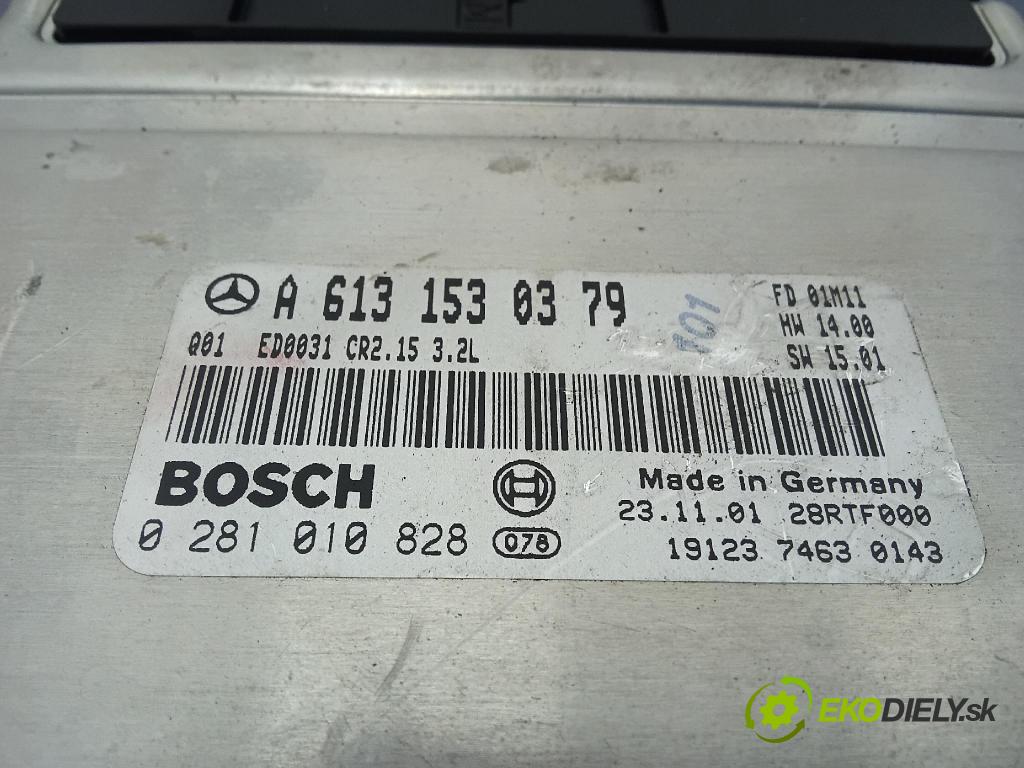 A 613 153 03 79
101
FD 01M11
HW 14.00
SW 15.01
Q01 ED0031 CR2.15 3.2L
BOSCH
Made in Germany
23.11.01 28RTF000
0 281 010 828 078
19123 7463 0143
EKODIELY.sk